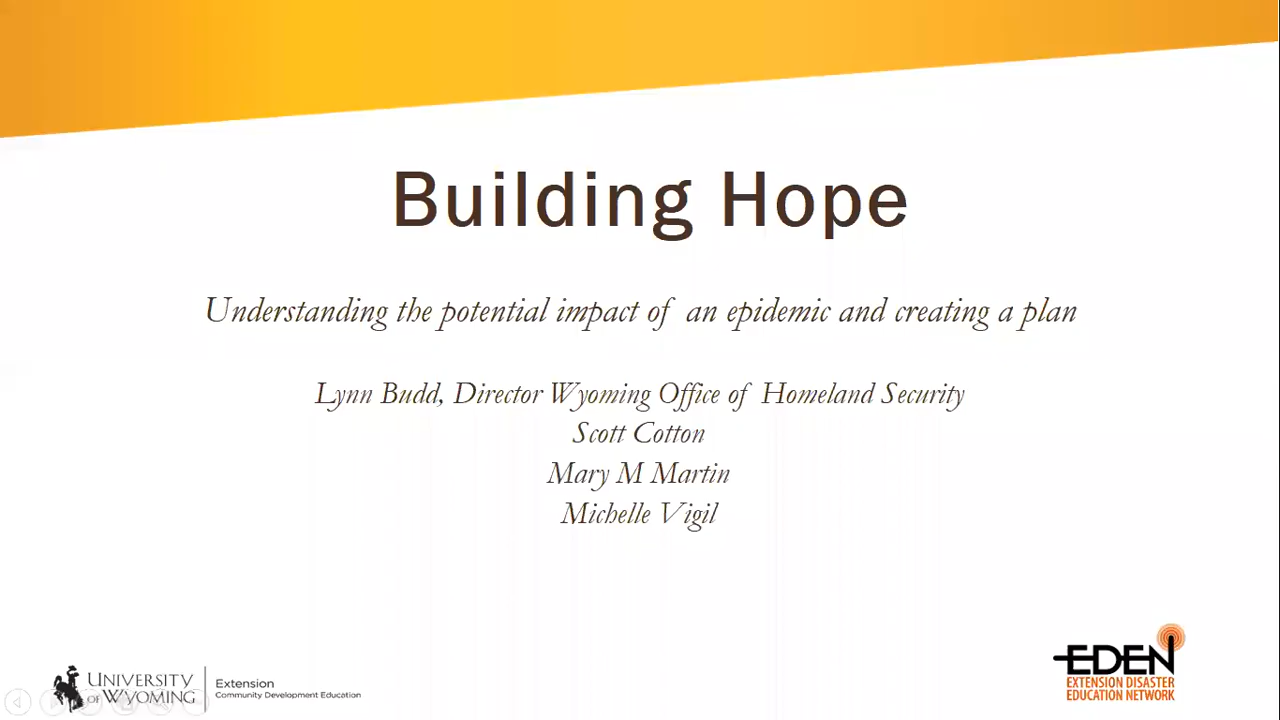 Building Hope
Understanding the potential impact of an epidemic and creating a plan
Lynn Budd, Director Wyoming Office of Homeland Security
Scott Cotton
Mary M Martin
Michelle Vigil
UNIVERSITY
OF WYOMING
Extension
Community Development Education
EDEN
EXTENSION DISASTER
EDUCATION NETWORK